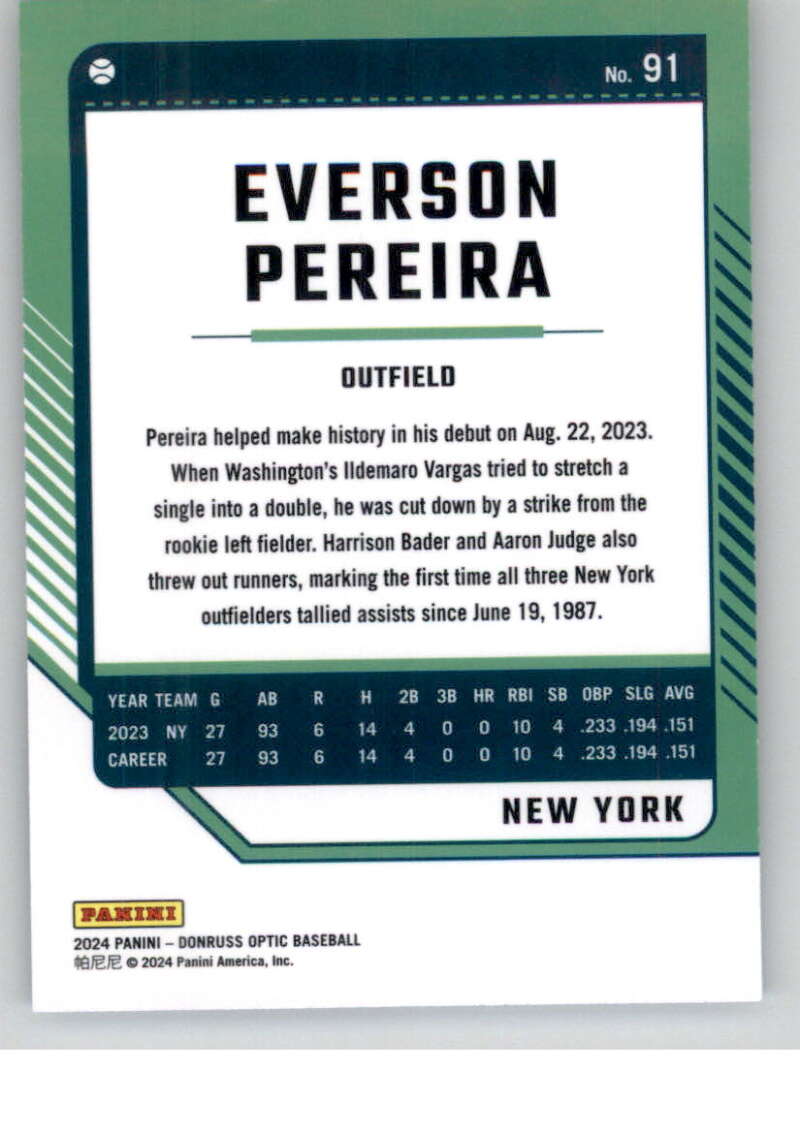 No. 91
EVERSON
PEREIRA
OUTFIELD
Pereira helped make history in his debut on Aug. 22, 2023.
When Washington's Ildemaro Vargas tried to stretch a
single into a double, he was cut down by a strike from the
rookie left fielder. Harrison Bader and Aaron Judge also
threw out runners, marking the first time all three New York
outfielders tallied assists since June 19, 1987.
YEAR TEAM G AB R H 2B 3B HR RBI SB OBP SLG AVG
2023 NY 27 93 6 14 4 0 0 10 4 .233 .194 .151
CAREER 27 93 6 14 4 0 0 10 4 .233 .194 .151
NEW YORK
PANINI
2024 PANINI – DONRUSS OPTIC BASEBALL
帕尼尼 © 2024 Panini America, Inc.